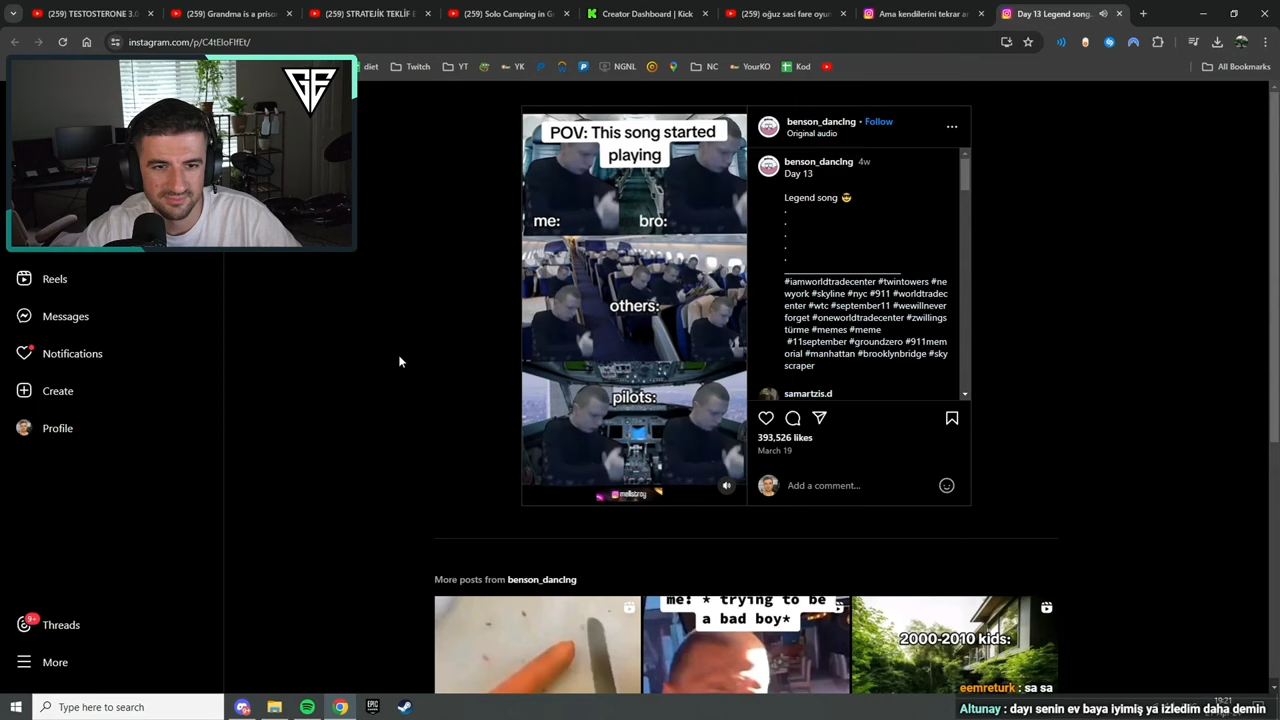 (259) TESTOSTERONE 3.0
(259) Grandma is a prison
(259) STRATEJİK TEKLİF E
(259) Solo Camping in Gr
Creator Dashboard | Kick
(259) oğuz sasi fare oyun
Ama kendilerini tekrar ar
Day 13 Legend song
instagram.com/p/C4tEIoFIfEt/
diet
twitch
YT
YK
NGNL
NC
YourKO
Kod
All Bookmarks
GE
Reels
Messages
Notifications
Create
Profile
9+
Threads
More
POV: This song started
playing
me:
bro:
others:
pilots:
mellstroy
benson_dancing • Follow
Original audio
benson_dancing 4w
Day 13
Legend song
#iamworldtradecenter #twintowers #ne
wyork #skyline #nyc #911 #worldtradec
enter #wtc #september11 #wewillnever
forget #oneworldtradecenter #zwillings
türme #memes #meme
#11september #groundzero #911mem
orial #manhattan #brooklynbridge #sky
scraper
samartzis.d
393,526 likes
March 19
Add a comment...
More posts from benson_dancing
me: * trying to be
a bad boy*
2000-2010 kids:
eemreturk : sa sa
Altunay : dayı senin ev baya iyimiş ya izledim daha demin
Type here to search
19:21